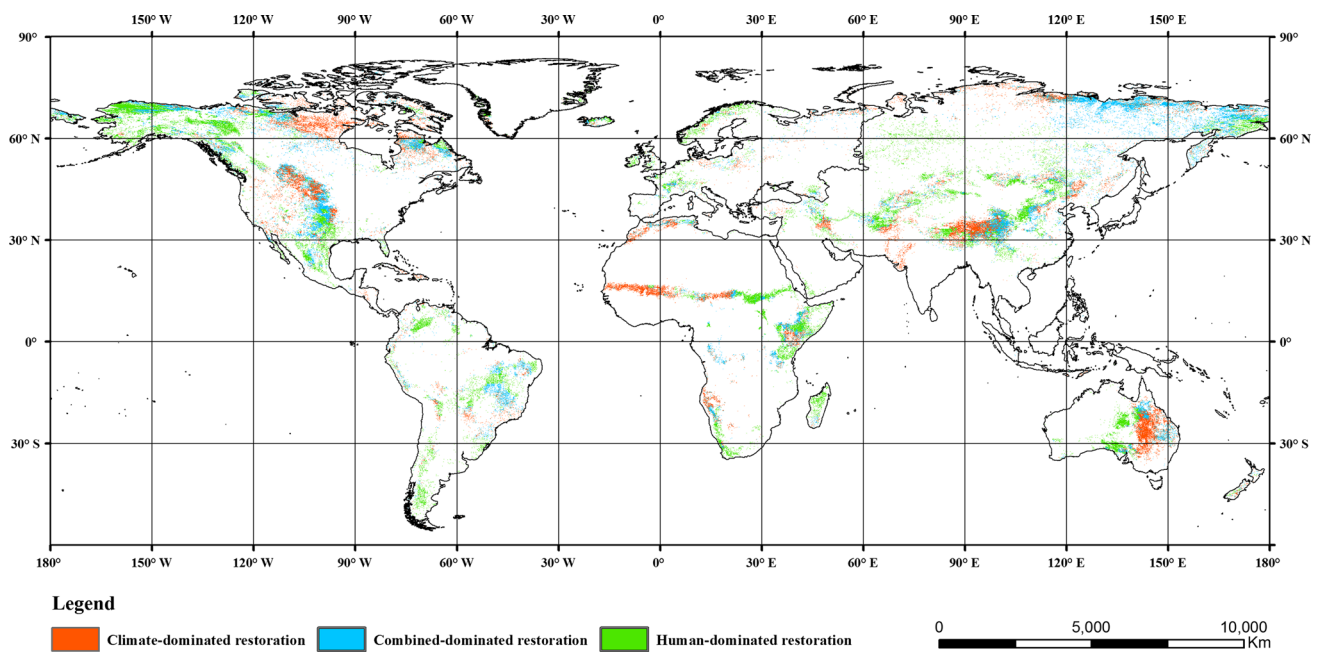 150° W 120° W 90° W 60° W 30° W 0° 30° E 60° E 90° E 120° E 150° E
90° 90°
60° N 60° N
30° N 30° N
0° 0°
30° S 30° S
180° 150° W 120° W 90° W 60° W 30° W 0° 30° E 60° E 90° E 120° E 150° E 180°
Legend
0 5,000 10,000
Climate-dominated restoration Combined-dominated restoration Human-dominated restoration Km